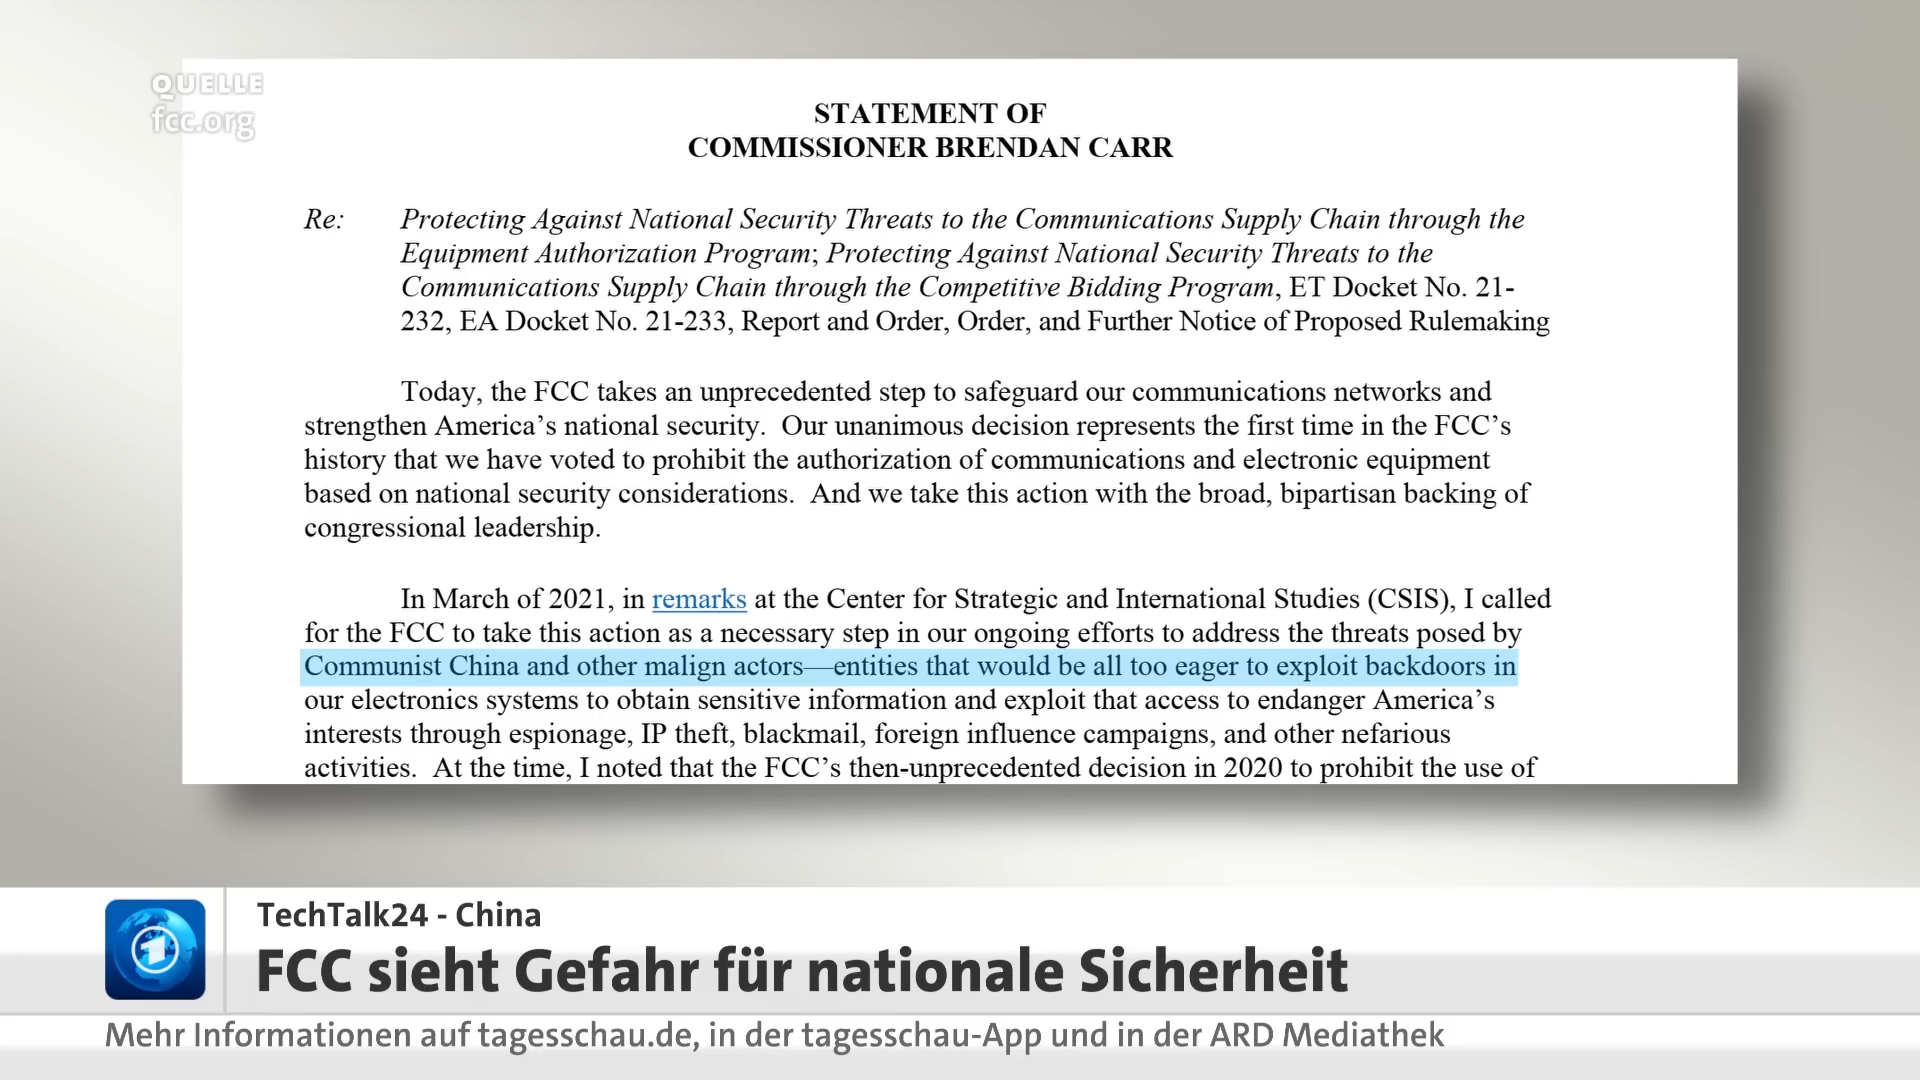 QUELLE
fcc.org
STATEMENT OF
COMMISSIONER BRENDAN CARR
Re: Protecting Against National Security Threats to the Communications Supply Chain through the
Equipment Authorization Program; Protecting Against National Security Threats to the
Communications Supply Chain through the Competitive Bidding Program, ET Docket No. 21-
232, EA Docket No. 21-233, Report and Order, Order, and Further Notice of Proposed Rulemaking
Today, the FCC takes an unprecedented step to safeguard our communications networks and
strengthen America’s national security. Our unanimous decision represents the first time in the FCC’s
history that we have voted to prohibit the authorization of communications and electronic equipment
based on national security considerations. And we take this action with the broad, bipartisan backing of
congressional leadership.
In March of 2021, in remarks at the Center for Strategic and International Studies (CSIS), I called
for the FCC to take this action as a necessary step in our ongoing efforts to address the threats posed by
Communist China and other malign actors—entities that would be all too eager to exploit backdoors in
our electronics systems to obtain sensitive information and exploit that access to endanger America’s
interests through espionage, IP theft, blackmail, foreign influence campaigns, and other nefarious
activities. At the time, I noted that the FCC’s then-unprecedented decision in 2020 to prohibit the use of
TechTalk24 - China
1
FCC sieht Gefahr für nationale Sicherheit
Mehr Informationen auf tagesschau.de, in der tagesschau-App und in der ARD Mediathek